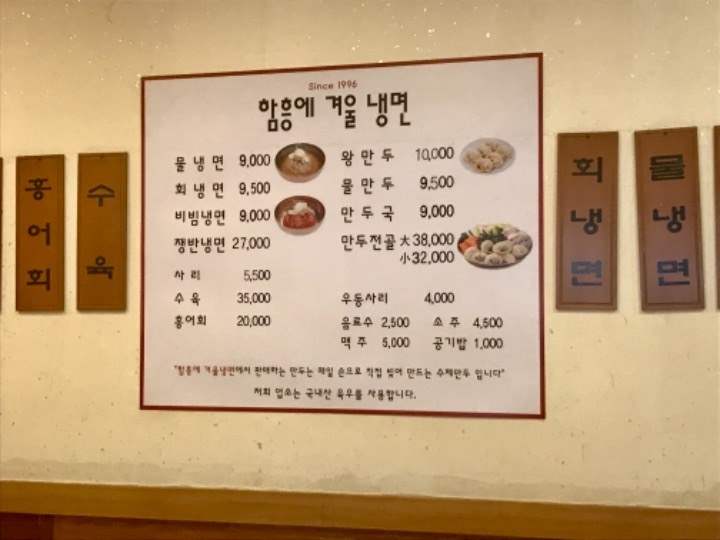 Since 1996
함흥에 겨울 냉면
물냉면 9,000
회냉면 9,500
비빔냉면 9,000
쟁반냉면 27,000
사리 5,500
수육 35,000
홍어회 20,000
왕만두 10,000
물만두 9,500
만두국 9,000
만두전골 大 38,000
小 32,000
우동사리 4,000
음료수 2,500 소주 4,500
맥주 5,000 공기밥 1,000
"함흥에 겨울냉면에서 판매하는 만두는 매일 손으로 직접 빚어 만드는 수제만두 입니다"
저희 업소는 국내산 육우를 사용합니다.
홍어회
수육
회냉면
물냉면